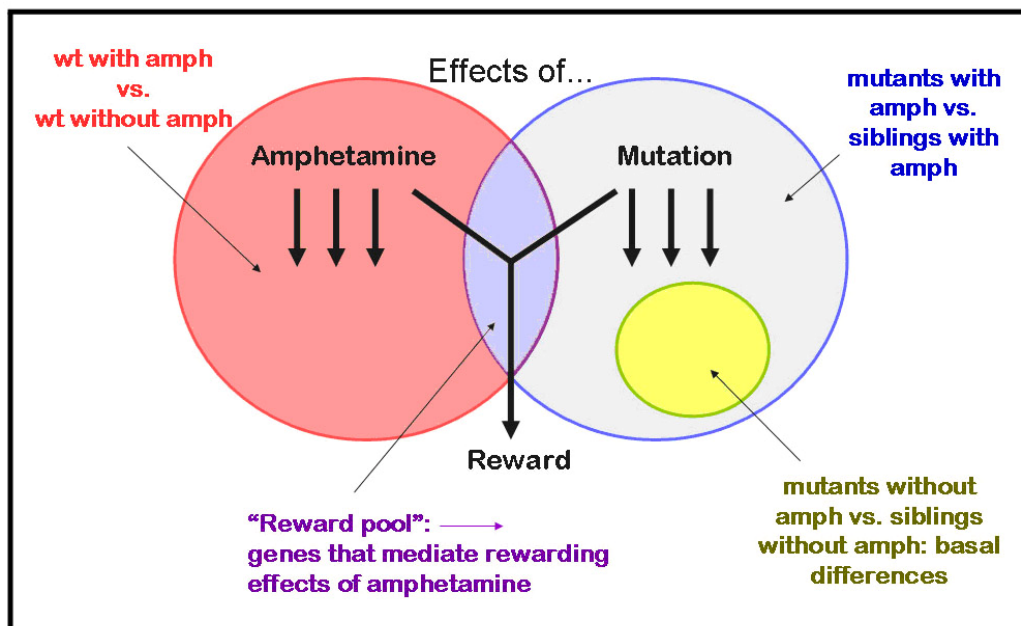 Effects of...
wt with amph
vs.
wt without amph
mutants with
amph vs.
siblings with
amph
Amphetamine
Mutation
Reward
“Reward pool”:
genes that mediate rewarding
effects of amphetamine
mutants without
amph vs. siblings
without amph: basal
differences